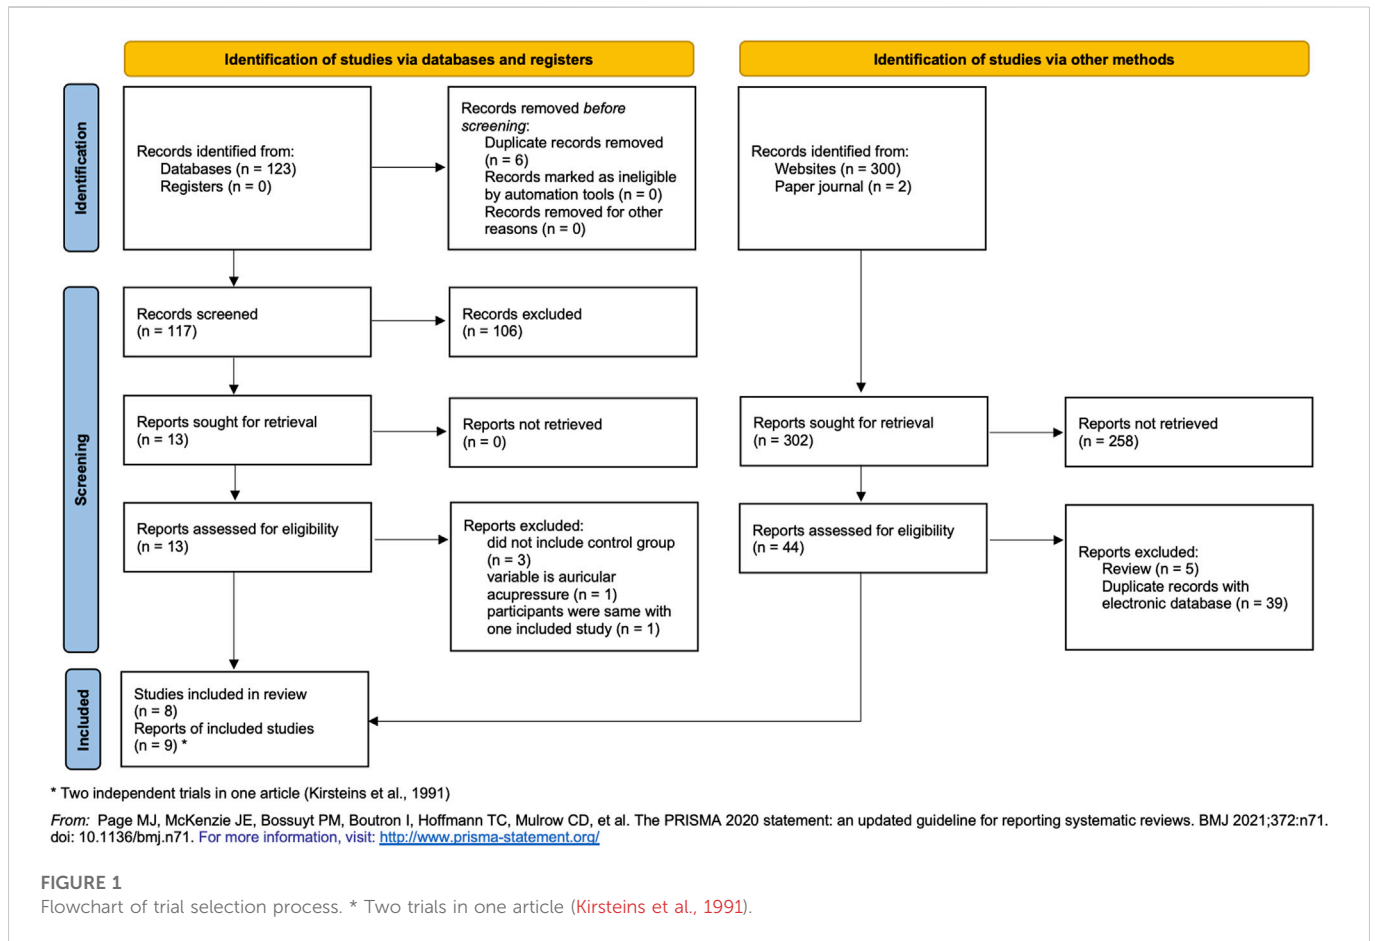 Identification of studies via databases and registers
Identification of studies via other methods
Identification
Records identified from:
Databases (n = 123)
Registers (n = 0)
Records removed before
screening:
Duplicate records removed
(n = 6)
Records marked as ineligible
by automation tools (n = 0)
Records removed for other
reasons (n = 0)
Records identified from:
Websites (n = 300)
Paper journal (n = 2)
Screening
Records screened
(n = 117)
Records excluded
(n = 106)
Reports sought for retrieval
(n = 13)
Reports not retrieved
(n = 0)
Reports sought for retrieval
(n = 302)
Reports not retrieved
(n = 258)
Reports assessed for eligibility
(n = 13)
Reports excluded:
did not include control group
(n = 3)
variable is auricular
acupressure (n = 1)
participants were same with
one included study (n = 1)
Reports assessed for eligibility
(n = 44)
Reports excluded:
Review (n = 5)
Duplicate records with
electronic database (n = 39)
Included
Studies included in review
(n = 8)
Reports of included studies
(n = 9) *
* Two independent trials in one article (Kirsteins et al., 1991)
From: Page MJ, McKenzie JE, Bossuyt PM, Boutron I, Hoffmann TC, Mulrow CD, et al. The PRISMA 2020 statement: an updated guideline for reporting systematic reviews. BMJ 2021;372:n71.
doi: 10.1136/bmj.n71. For more information, visit: http://www.prisma-statement.org/
FIGURE 1
Flowchart of trial selection process. * Two trials in one article (Kirsteins et al., 1991).